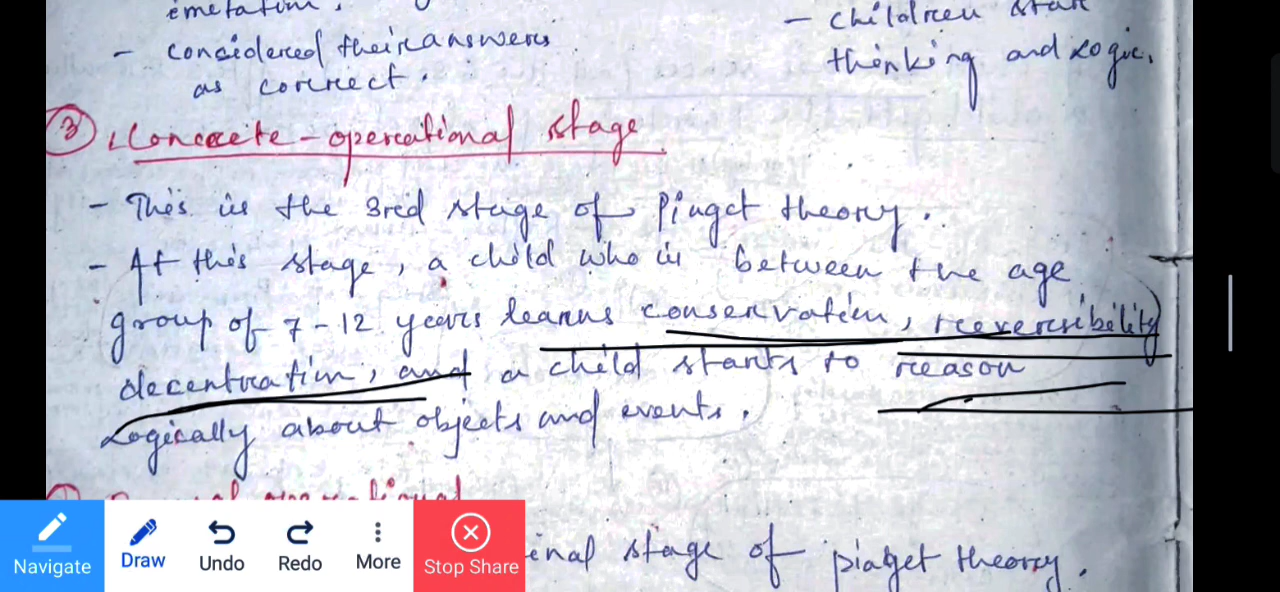 - considered their answers
as correct.
- children start
thinking and logic.
③ Concrete-operational stage
- This is the 3rd stage of Piaget theory.
- At this stage, a child who is between the age
group of 7-12 years learns conservation, reversibility
decentration, and a child starts to reason
Logically about objects and events.
final stage of piaget theory.
Navigate
Draw
Undo
Redo
More
Stop Share